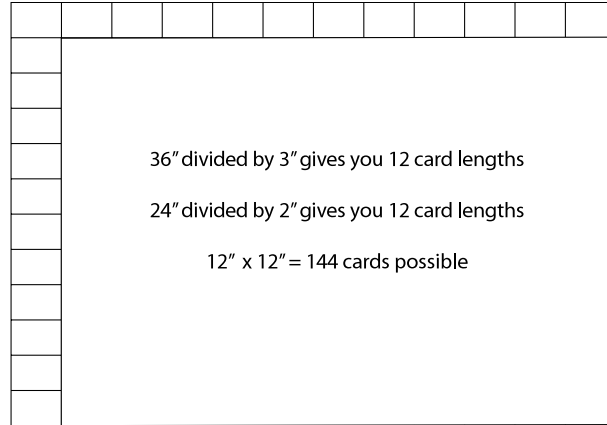 36” divided by 3” gives you 12 card lengths
24” divided by 2” gives you 12 card lengths
12” x 12” = 144 cards possible